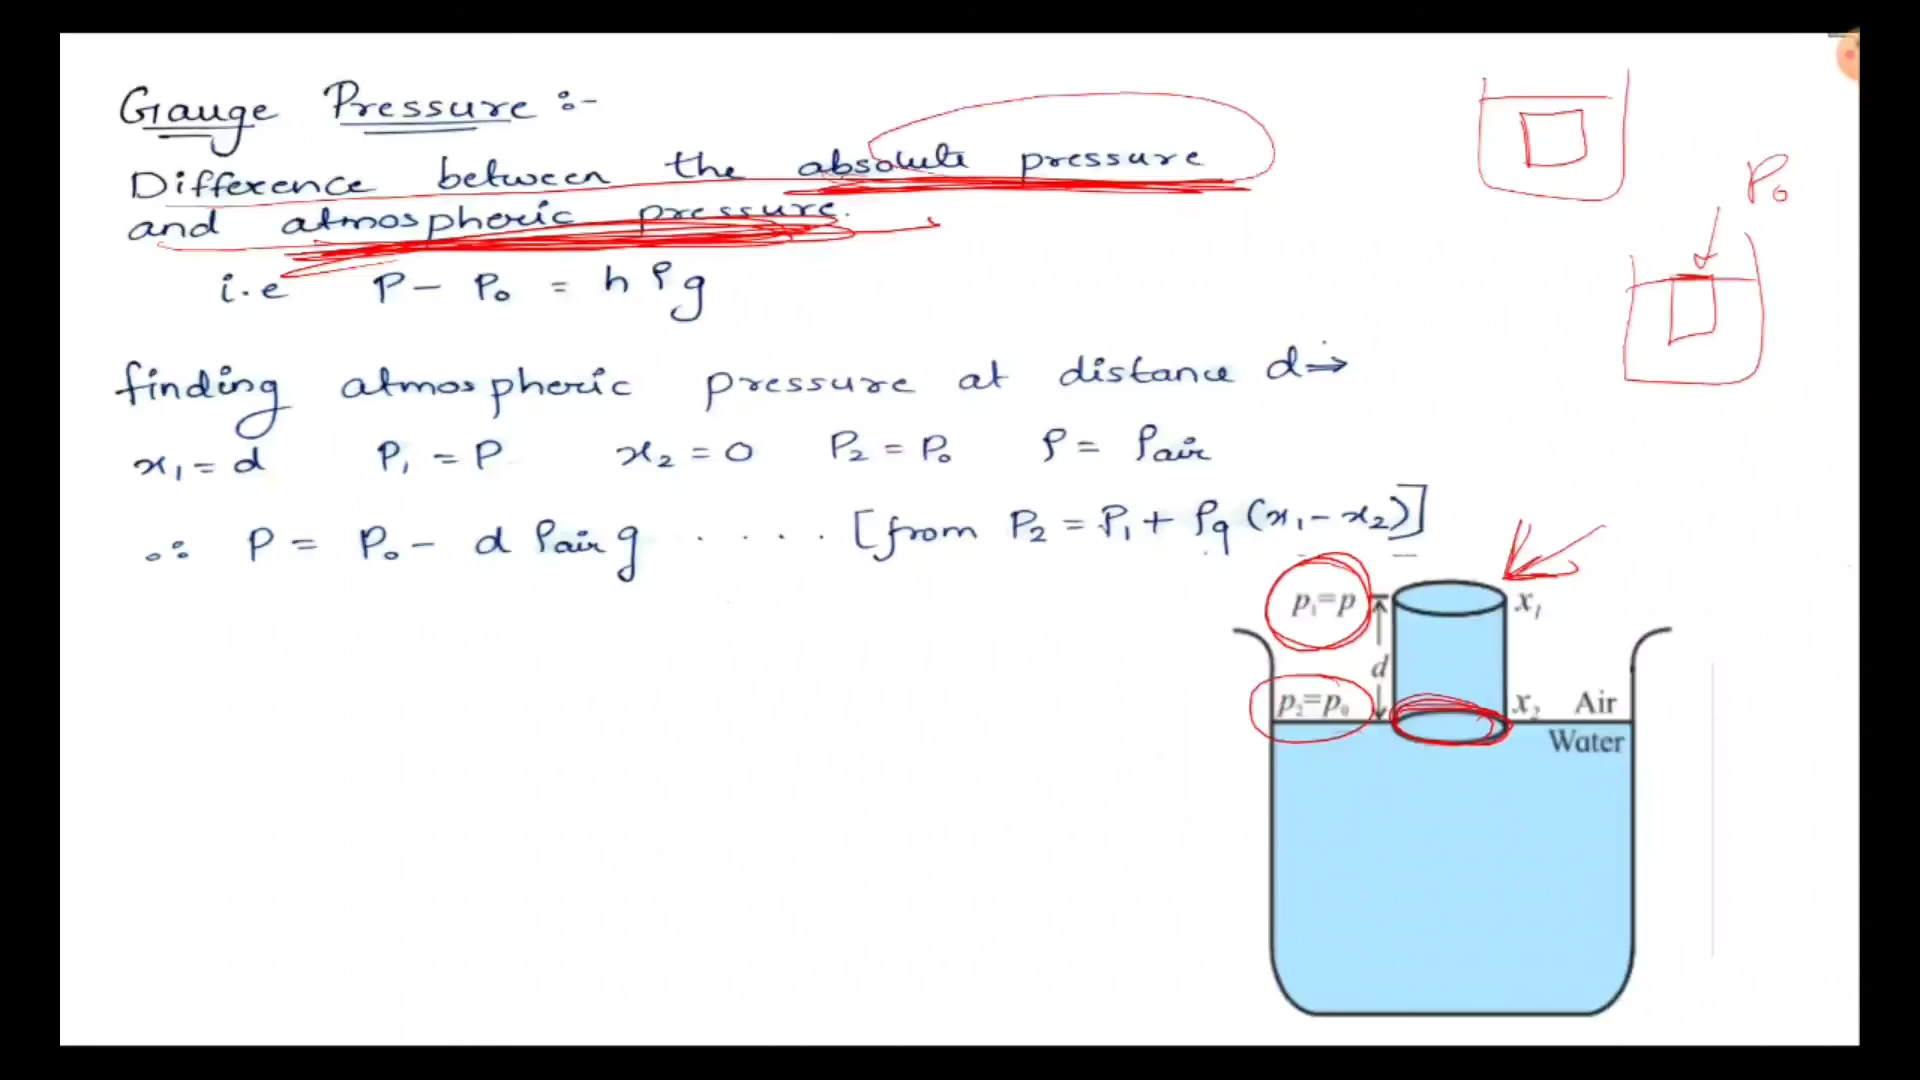 Gauge Pressure :-
Difference between the absolute pressure
and atmospheric pressure.
i.e P - P₀ = hρg
P₀
finding atmospheric pressure at distance d⇒
x₁ = d P₁ = P x₂ = 0 P₂ = P₀ ρ = ρair
∴ P = P₀ - d ρair g ..... [from P₂ = P₁ + ρg (x₁ - x₂)]
p₁=p x₁
d
p₂=p₀ x₂ Air
Water